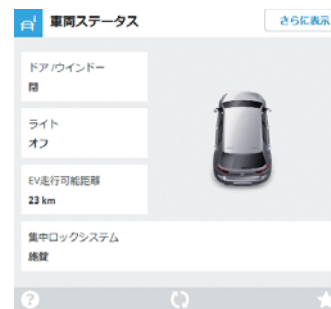 車両ステータス
さらに表示
ドア/ウインドー
閉
ライト
オフ
EV走行可能距離
23 km
集中ロックシステム
施錠